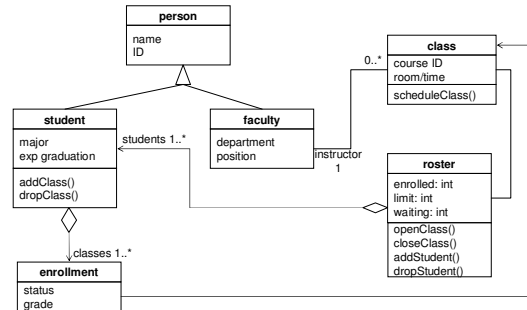 person
name
ID
0..*
class
course ID
room/time
scheduleClass()
student
major
exp graduation
addClass()
dropClass()
students 1..*
faculty
department
position
instructor
1
roster
enrolled: int
limit: int
waiting: int
openClass()
closeClass()
addStudent()
dropStudent()
classes 1..*
enrollment
status
grade